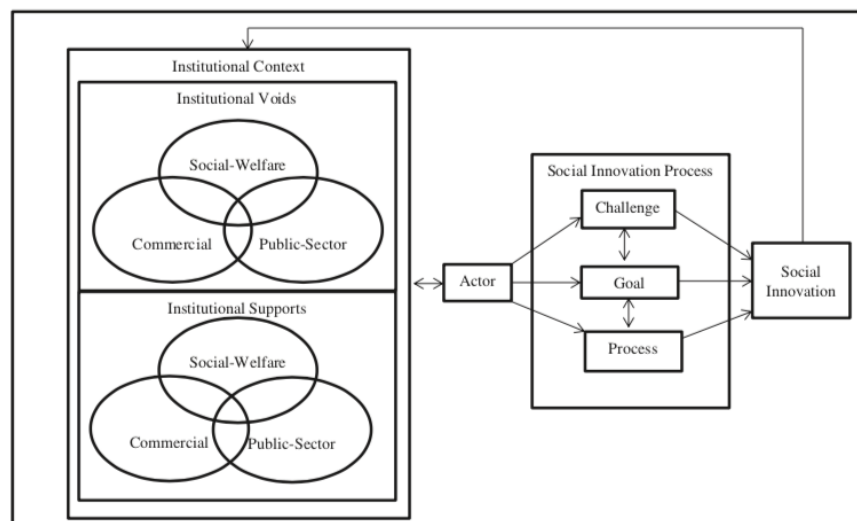 Institutional Context
Institutional Voids
Social-Welfare
Commercial
Public-Sector
Institutional Supports
Social-Welfare
Commercial
Public-Sector
Actor
Social Innovation Process
Challenge
Goal
Process
Social
Innovation